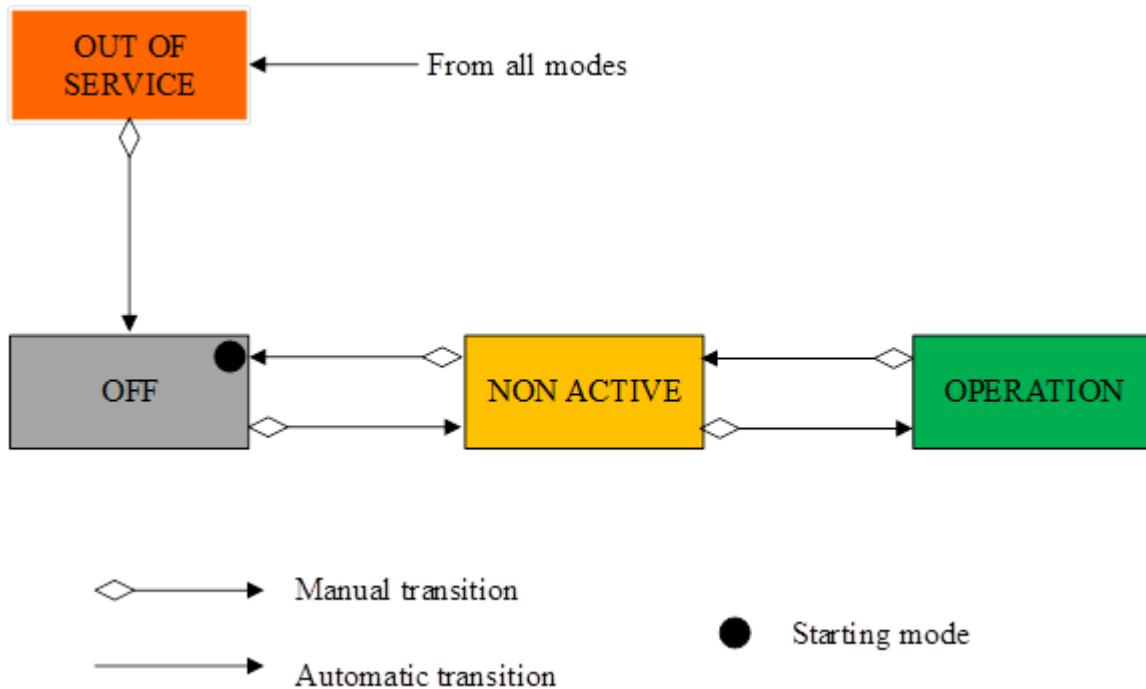 OUT OF
SERVICE
From all modes
OFF
NON ACTIVE
OPERATION
Manual transition
Starting mode
Automatic transition